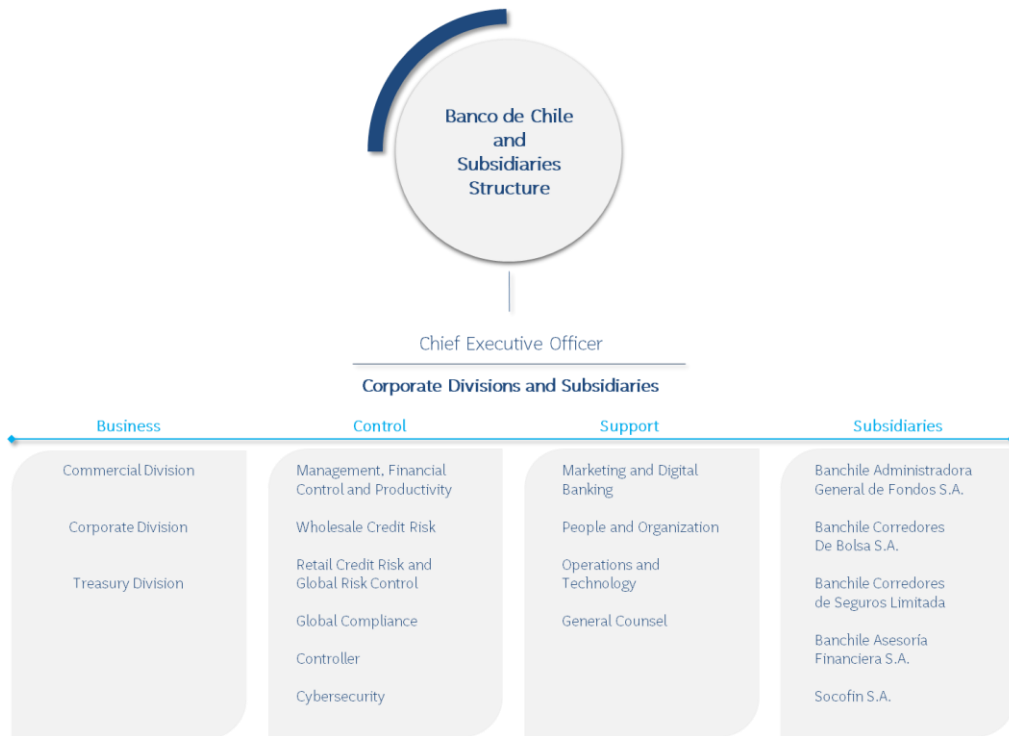 Banco de Chile
and
Subsidiaries
Structure
Chief Executive Officer
Corporate Divisions and Subsidiaries
Business
Commercial Division
Corporate Division
Treasury Division
Control
Management, Financial
Control and Productivity
Wholesale Credit Risk
Retail Credit Risk and
Global Risk Control
Global Compliance
Controller
Cybersecurity
Support
Marketing and Digital
Banking
People and Organization
Operations and
Technology
General Counsel
Subsidiaries
Banchile Administradora
General de Fondos S.A.
Banchile Corredores
De Bolsa S.A.
Banchile Corredores
de Seguros Limitada
Banchile Asesoría
Financiera S.A.
Socofin S.A.